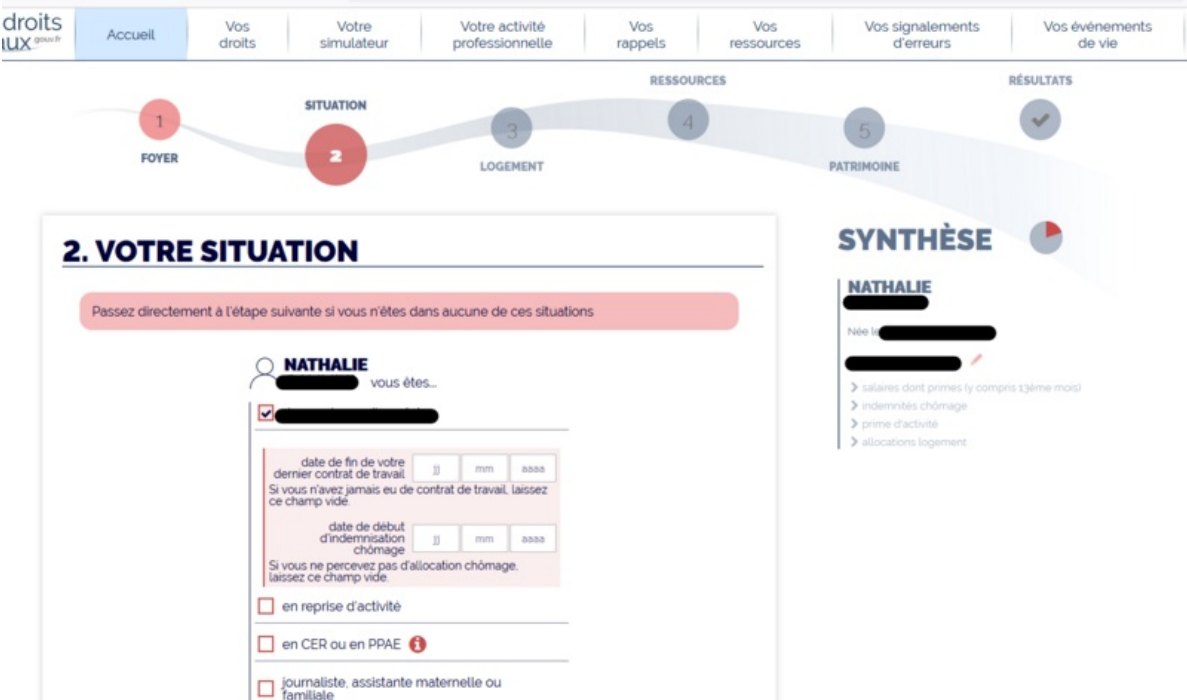 droits
aux gouv.fr
Accueil
Vos
droits
Votre
simulateur
Votre activité
professionnelle
Vos
rappels
Vos
ressources
Vos signalements
d'erreurs
Vos événements
de vie
1
FOYER
SITUATION
2
3
LOGEMENT
RESSOURCES
4
5
PATRIMOINE
RÉSULTATS
2. VOTRE SITUATION
Passez directement à l'étape suivante si vous n'êtes dans aucune de ces situations
NATHALIE
vous êtes...
date de fin de votre
dernier contrat de travail
jj mm aaaa
Si vous n'avez jamais eu de contrat de travail, laissez
ce champ vide.
date de début
d'indemnisation
chômage
jj mm aaaa
Si vous ne percevez pas d'allocation chômage,
laissez ce champ vide.
en reprise d'activité
en CER ou en PPAE
journaliste, assistante maternelle ou
familiale
SYNTHÈSE
NATHALIE
Née le
salaires dont primes (y compris 13ème mois)
indemnités chômage
prime d'activité
allocations logement